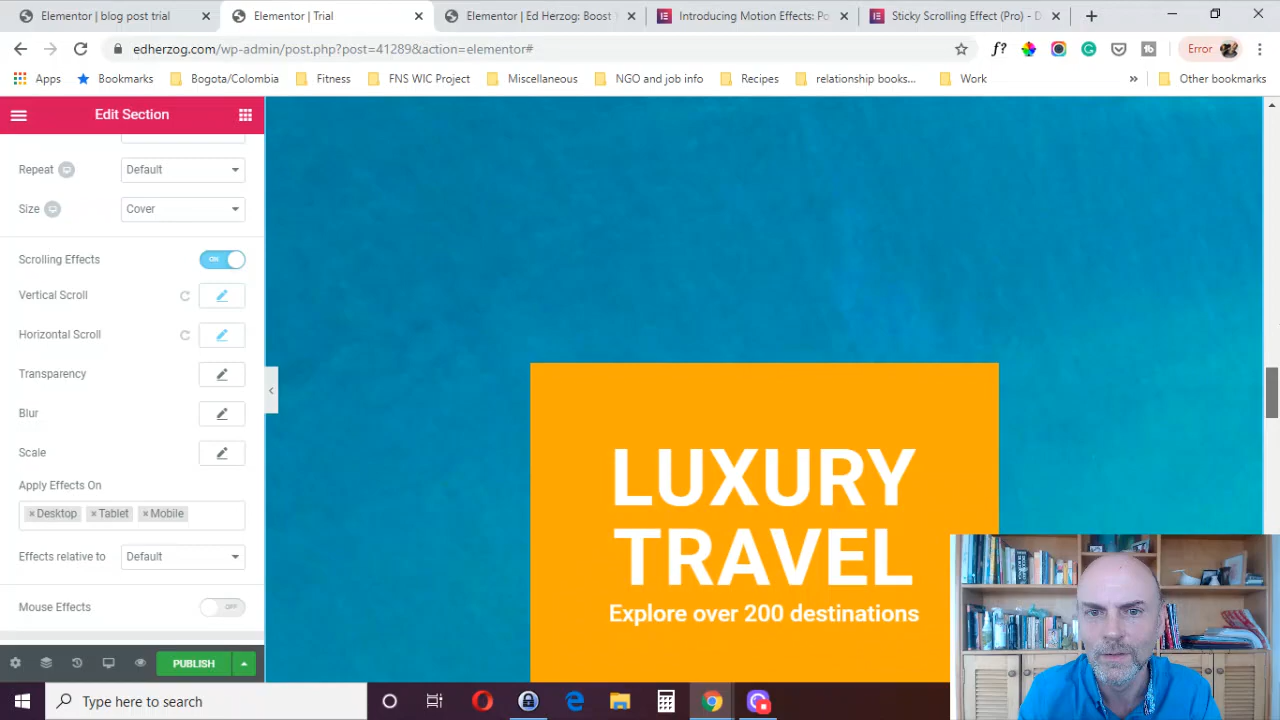 Elementor | blog post trial
Elementor | Trial
Elementor | Ed Herzog: Boost
Introducing Motion Effects: Po
Sticky Scrolling Effect (Pro) - D
edherzog.com/wp-admin/post.php?post=41289&action=elementor#
f?
Error
Apps
Bookmarks
Bogota/Colombia
Fitness
FNS WIC Project
Miscellaneous
NGO and job info
Recipes
relationship books...
Work
»
Other bookmarks
Edit Section
Repeat
Default
Size
Cover
Scrolling Effects
ON
Vertical Scroll
Horizontal Scroll
Transparency
Blur
Scale
Apply Effects On
×Desktop ×Tablet ×Mobile
Effects relative to
Default
Mouse Effects
OFF
PUBLISH
LUXURY
TRAVEL
Explore over 200 destinations
Type here to search